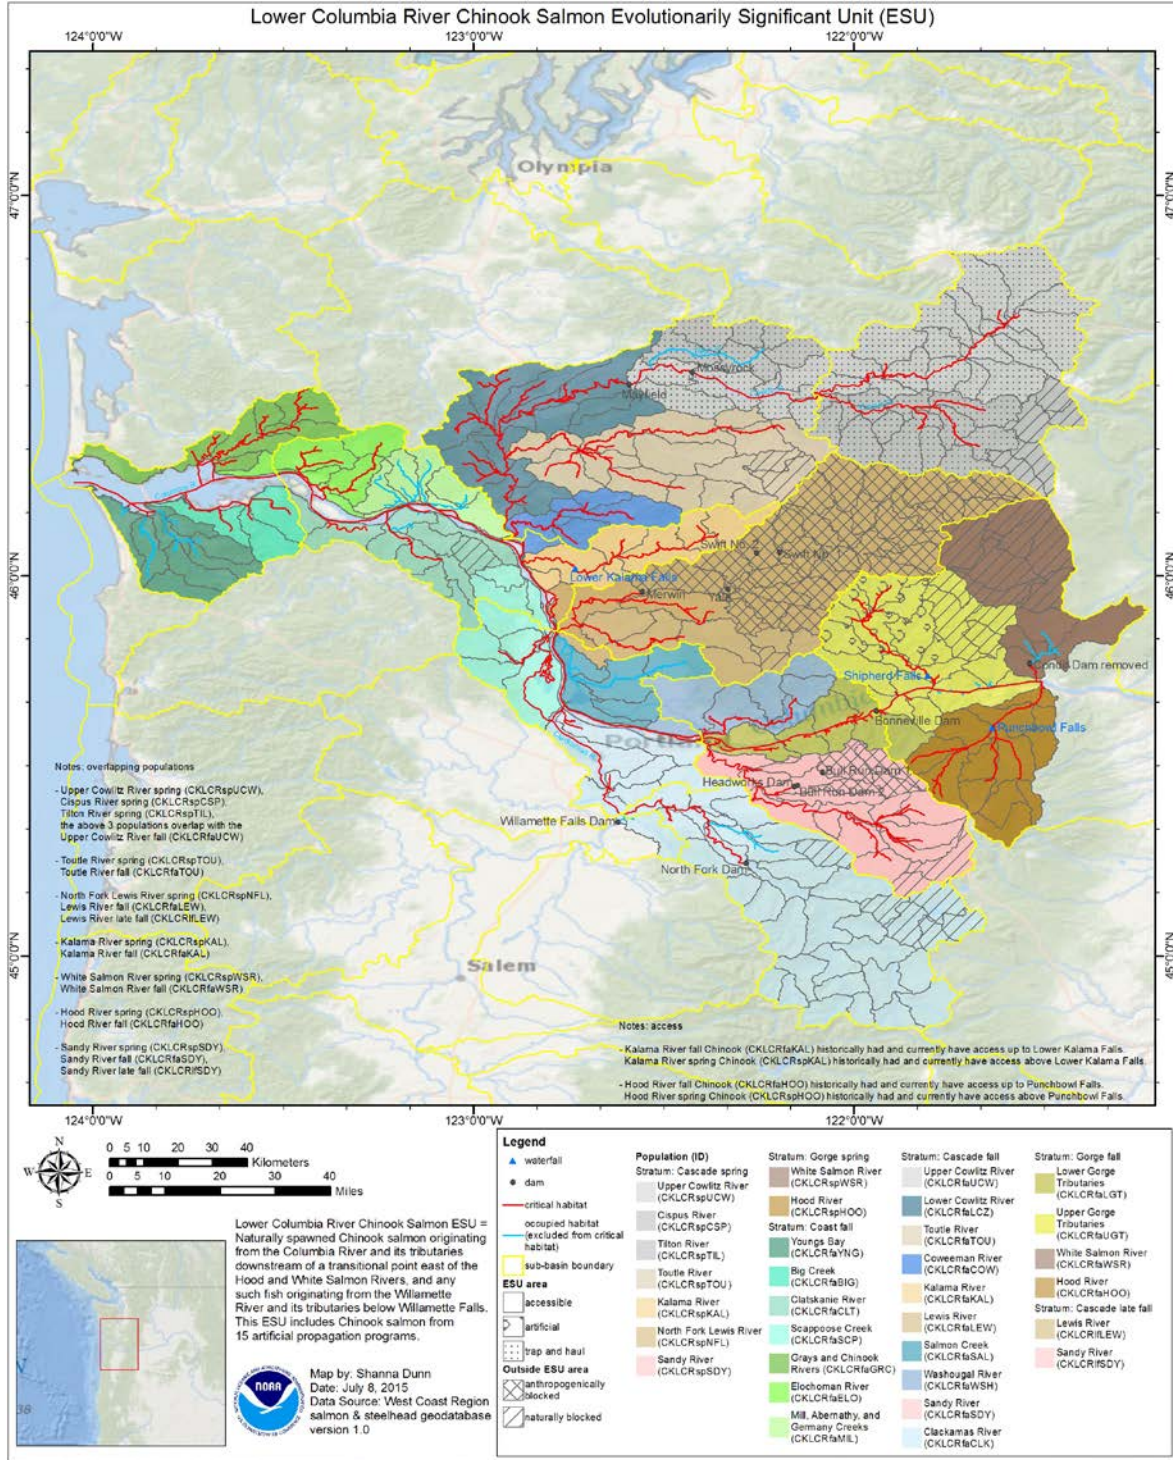 Lower Columbia River Chinook Salmon Evolutionarily Significant Unit (ESU)
124°0'0"W
123°0'0"W
122°0'0"W
47°0'0"N
47°0'0"N
Olympia
Mossyrock
Mayfield
Swift No. 2
Swift No. 1
46°0'0"N
46°0'0"N
Lower Kalama Falls
Merwin
Yale
Condit Dam removed
Shipherd Falls
Bonneville Dam
Punchbowl Falls
Portland
Bull Run Dam 1
Headworks Dam
Bull Run Dam 2
Willamette Falls Dam
North Fork Dam
Salem
45°0'0"N
45°0'0"N
Notes: overlapping populations
- Upper Cowlitz River spring (CKLCRspUCW),
Cispus River spring (CKLCRspCSP),
Tilton River spring (CKLCRspTIL),
the above 3 populations overlap with the
Upper Cowlitz River fall (CKLCRfaUCW)
- Toutle River spring (CKLCRspTOU),
Toutle River fall (CKLCRfaTOU)
- North Fork Lewis River spring (CKLCRspNFL),
Lewis River fall (CKLCRfaLEW),
Lewis River late fall (CKLCRlfLEW)
- Kalama River spring (CKLCRspKAL),
Kalama River fall (CKLCRfaKAL)
- White Salmon River spring (CKLCRspWSR),
White Salmon River fall (CKLCRfaWSR)
- Hood River spring (CKLCRspHOO),
Hood River fall (CKLCRfaHOO)
- Sandy River spring (CKLCRspSDY),
Sandy River fall (CKLCRfaSDY),
Sandy River late fall (CKLCRlfSDY)
Notes: access
- Kalama River fall Chinook (CKLCRfaKAL) historically had and currently have access up to Lower Kalama Falls.
Kalama River spring Chinook (CKLCRspKAL) historically had and currently have access above Lower Kalama Falls.
- Hood River fall Chinook (CKLCRfaHOO) historically had and currently have access up to Punchbowl Falls.
Hood River spring Chinook (CKLCRspHOO) historically had and currently have access above Punchbowl Falls.
124°0'0"W
123°0'0"W
122°0'0"W
N
W E
S
0 5 10 20 30 40
Kilometers
0 5 10 20 30 40
Miles
Lower Columbia River Chinook Salmon ESU =
Naturally spawned Chinook salmon originating
from the Columbia River and its tributaries
downstream of a transitional point east of the
Hood and White Salmon Rivers, and any
such fish originating from the Willamette
River and its tributaries below Willamette Falls.
This ESU includes Chinook salmon from
15 artificial propagation programs.
NOAA
Map by: Shanna Dunn
Date: July 8, 2015
Data Source: West Coast Region
salmon & steelhead geodatabase
version 1.0
Legend
waterfall
dam
critical habitat
occupied habitat
(excluded from critical
habitat)
sub-basin boundary
ESU area
accessible
artificial
trap and haul
Outside ESU area
anthropogenically
blocked
naturally blocked
Population (ID)
Stratum: Cascade spring
Upper Cowlitz River
(CKLCRspUCW)
Cispus River
(CKLCRspCSP)
Tilton River
(CKLCRspTIL)
Toutle River
(CKLCRspTOU)
Kalama River
(CKLCRspKAL)
North Fork Lewis River
(CKLCRspNFL)
Sandy River
(CKLCRspSDY)
Stratum: Gorge spring
White Salmon River
(CKLCRspWSR)
Hood River
(CKLCRspHOO)
Stratum: Coast fall
Youngs Bay
(CKLCRfaYNG)
Big Creek
(CKLCRfaBIG)
Clatskanie River
(CKLCRfaCLT)
Scappoose Creek
(CKLCRfaSCP)
Grays and Chinook
Rivers (CKLCRfaGRC)
Elochoman River
(CKLCRfaELO)
Mill, Abernathy, and
Germany Creeks
(CKLCRfaMIL)
Stratum: Cascade fall
Upper Cowlitz River
(CKLCRfaUCW)
Lower Cowlitz River
(CKLCRfaLCZ)
Toutle River
(CKLCRfaTOU)
Coweeman River
(CKLCRfaCOW)
Kalama River
(CKLCRfaKAL)
Lewis River
(CKLCRfaLEW)
Salmon Creek
(CKLCRfaSAL)
Washougal River
(CKLCRfaWSH)
Sandy River
(CKLCRfaSDY)
Clackamas River
(CKLCRfaCLK)
Stratum: Gorge fall
Lower Gorge
Tributaries
(CKLCRfaLGT)
Upper Gorge
Tributaries
(CKLCRfaUGT)
White Salmon River
(CKLCRfaWSR)
Hood River
(CKLCRfaHOO)
Stratum: Cascade late fall
Lewis River
(CKLCRlfLEW)
Sandy River
(CKLCRlfSDY)